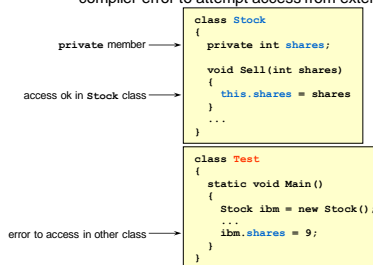 compiler error to attempt access from exter
class Stock
{
private member
private int shares;
void Sell(int shares)
{
access ok in Stock class
this.shares = shares
}
...
}
class Test
{
static void Main()
{
Stock ibm = new Stock();
...
error to access in other class
ibm.shares = 9;
}
}